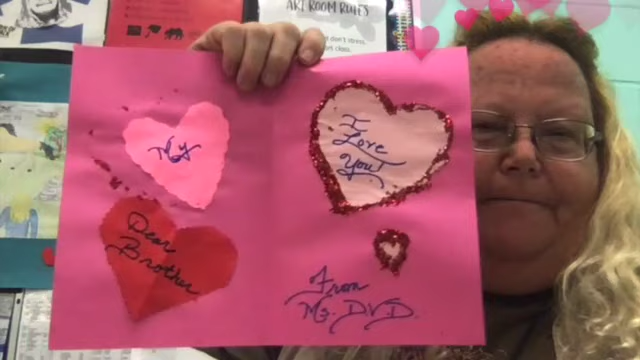 ART ROOM RULES
My
Dear
Brother
I
Love
You!
From
Ms. DVD.